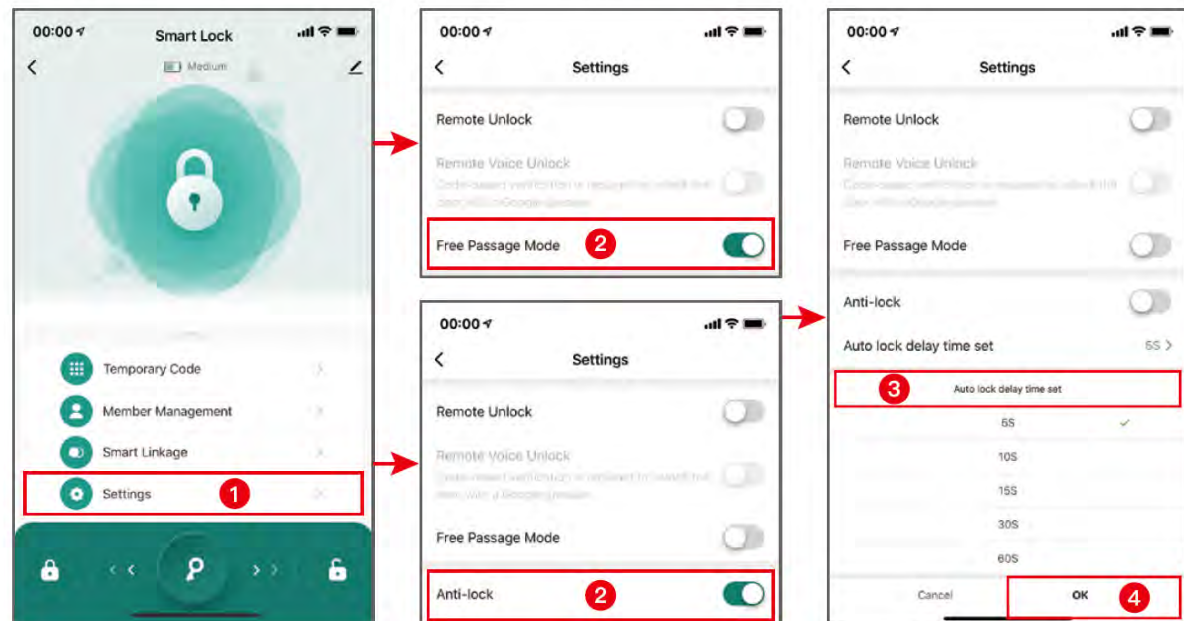 00:00
Smart Lock
Medium
Temporary Code
Member Management
Smart Linkage
Settings
1
00:00
Settings
Remote Unlock
Remote Voice Unlock
Free Passage Mode
2
00:00
Settings
Remote Unlock
Remote Voice Unlock
Free Passage Mode
Anti-lock
2
00:00
Settings
Remote Unlock
Remote Voice Unlock
Free Passage Mode
Anti-lock
Auto lock delay time set
3
Auto lock delay time set
10S
15S
30S
60S
Cancel
OK
4